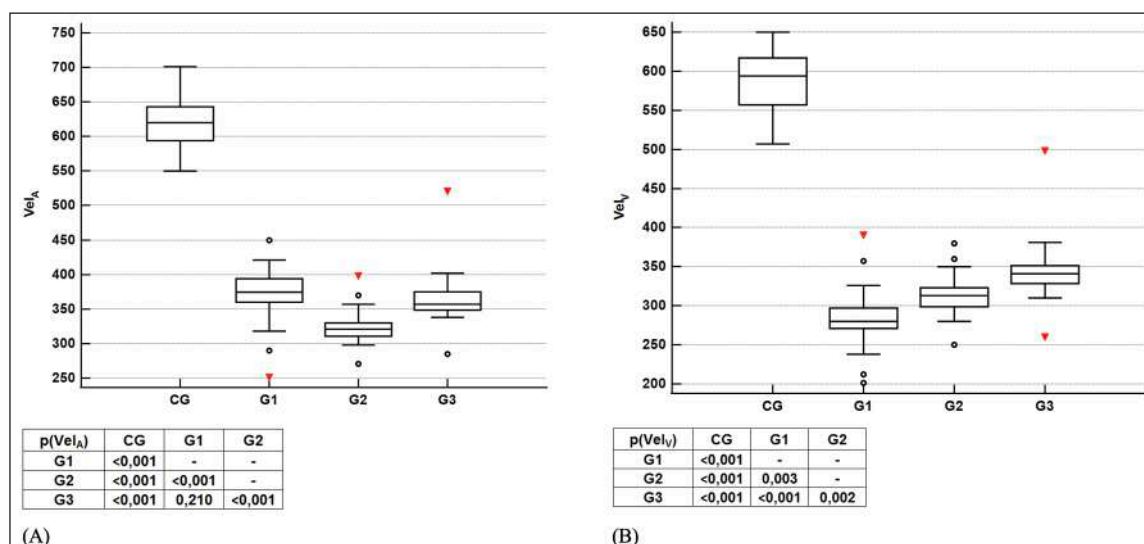 750
700
650
600
550
500
450
400
350
300
250
VelA
CG G1 G2 G3
p(VelA) CG G1 G2
G1 <0,001 - -
G2 <0,001 <0,001 -
G3 <0,001 0,210 <0,001
(A)
650
600
550
500
450
400
350
300
250
200
VelV
CG G1 G2 G3
p(VelV) CG G1 G2
G1 <0,001 - -
G2 <0,001 0,003 -
G3 <0,001 <0,001 0,002
(B)